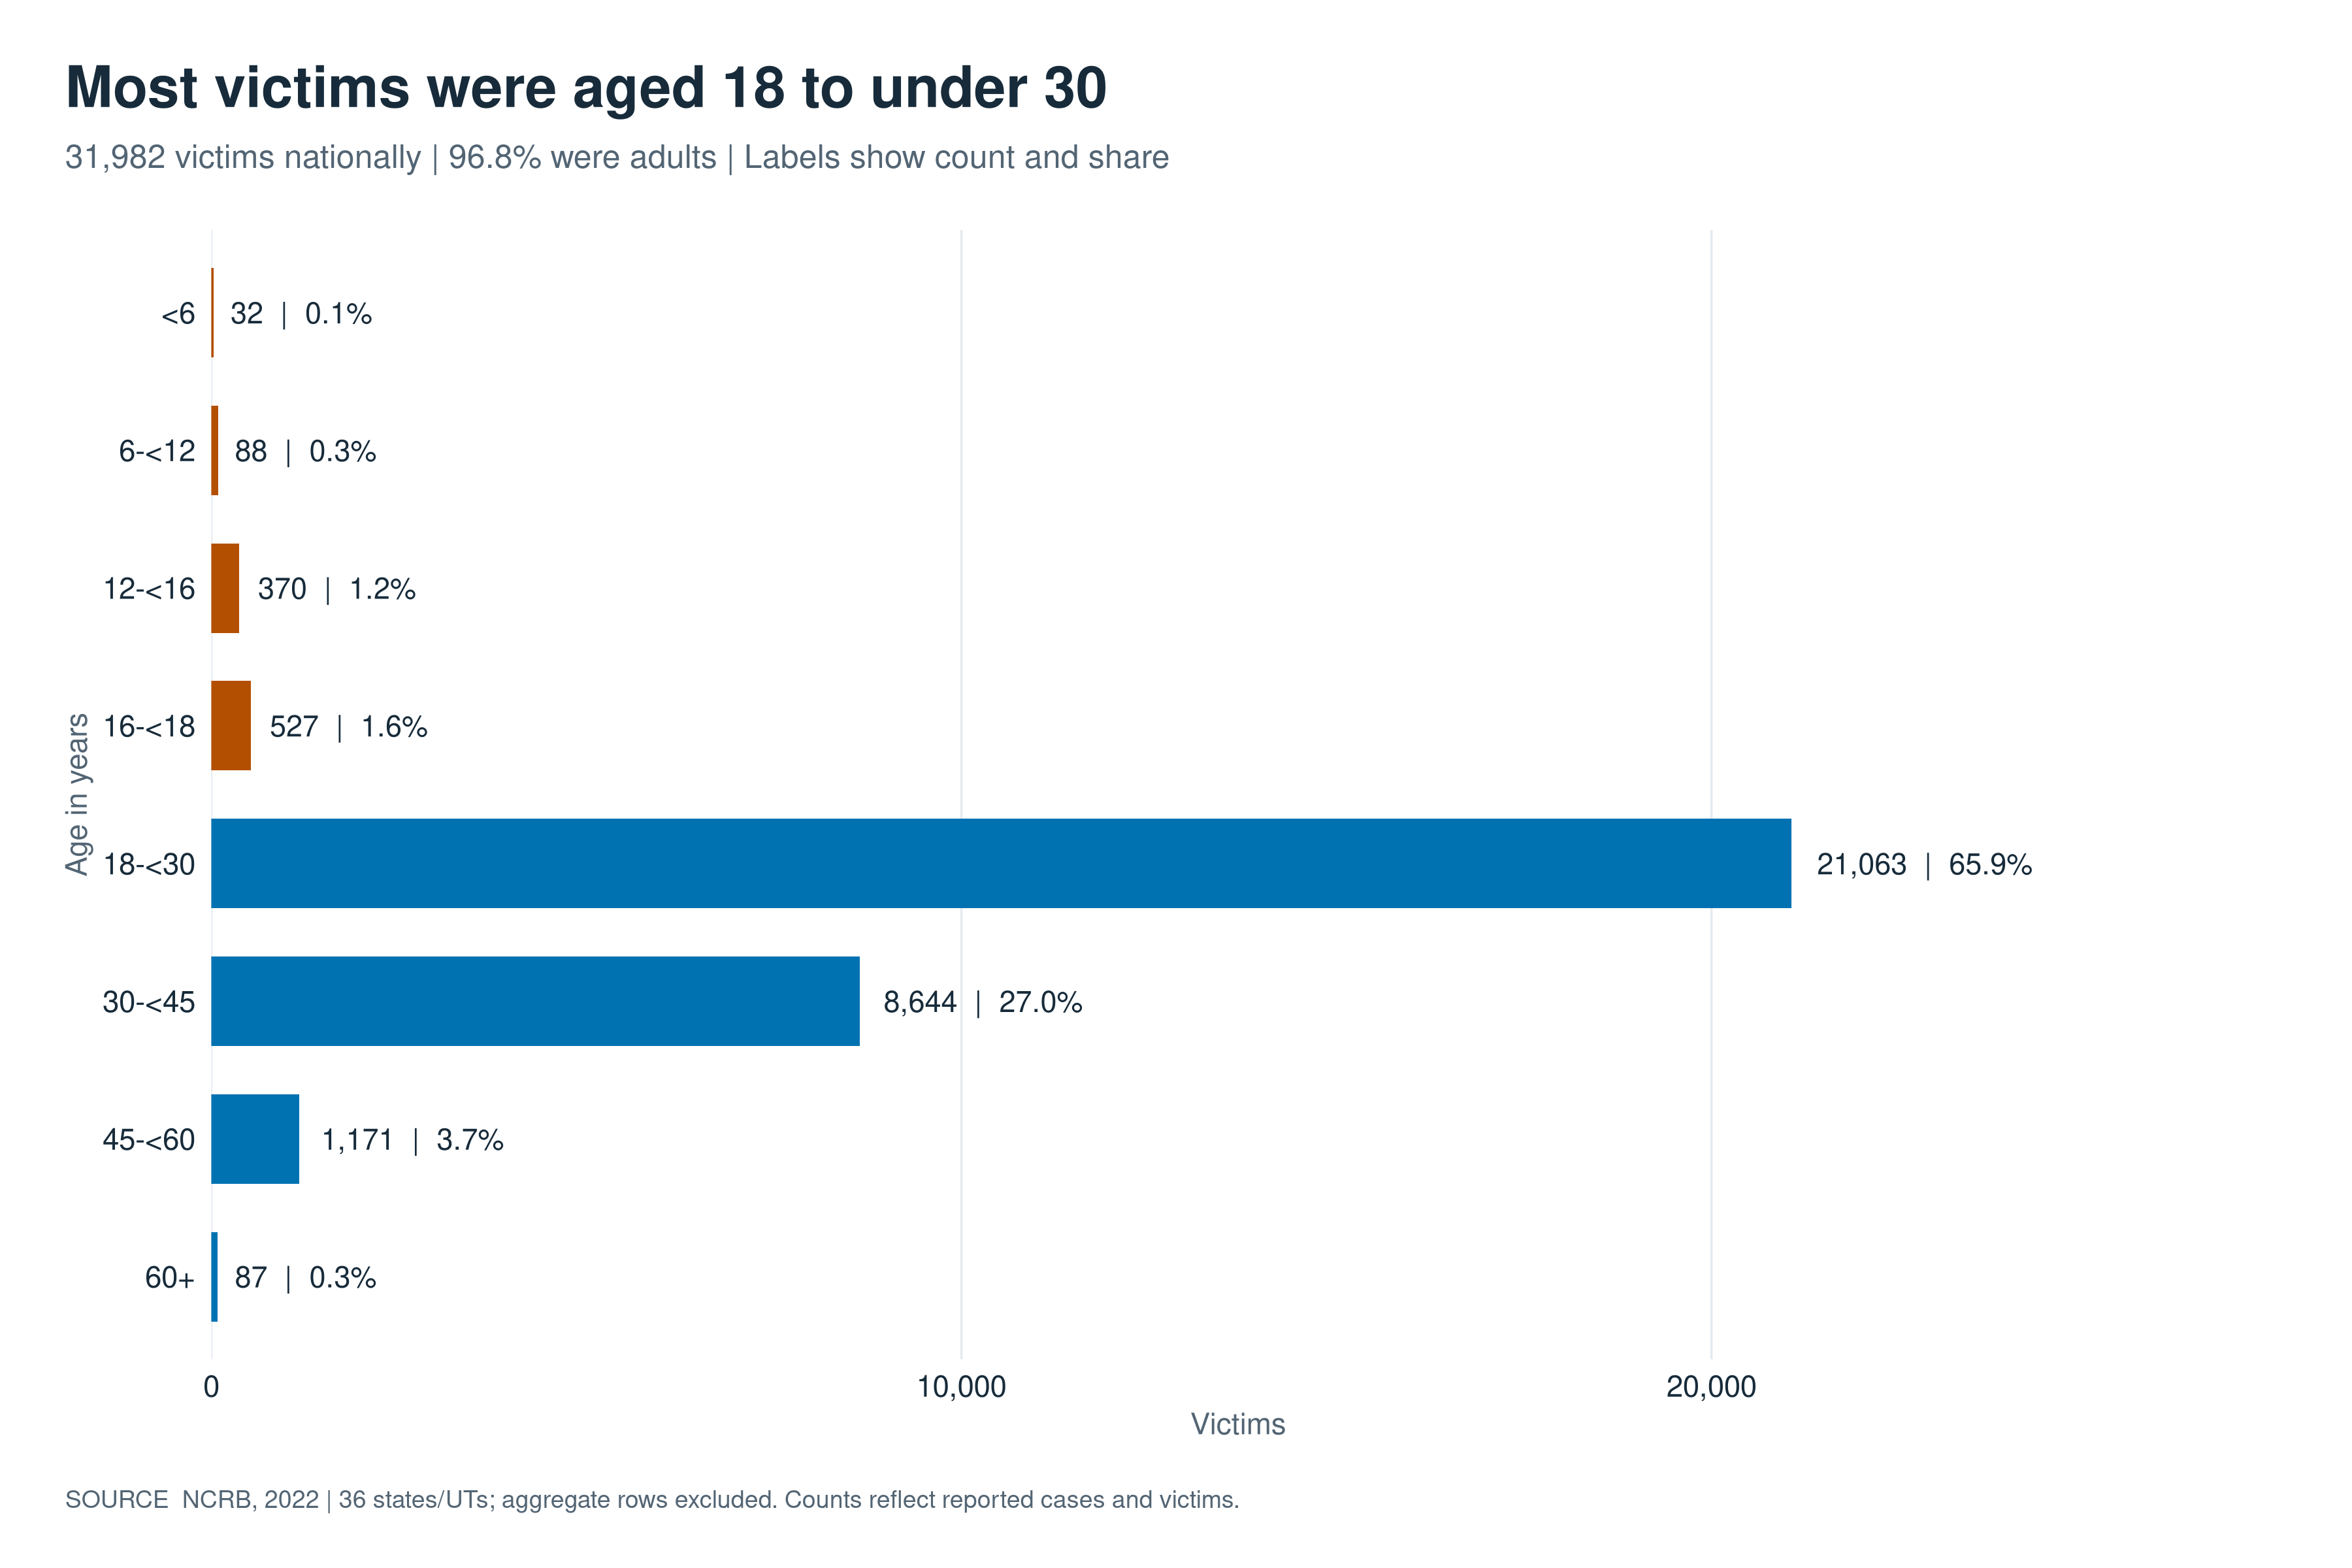 Most victims were aged 18 to under 30
31,982 victims nationally | 96.8% were adults | Labels show count and share
Age in years
<6 32 | 0.1%
6-<12 88 | 0.3%
12-<16 370 | 1.2%
16-<18 527 | 1.6%
18-<30 21,063 | 65.9%
30-<45 8,644 | 27.0%
45-<60 1,171 | 3.7%
60+ 87 | 0.3%
0 10,000 20,000
Victims
SOURCE NCRB, 2022 | 36 states/UTs; aggregate rows excluded. Counts reflect reported cases and victims.